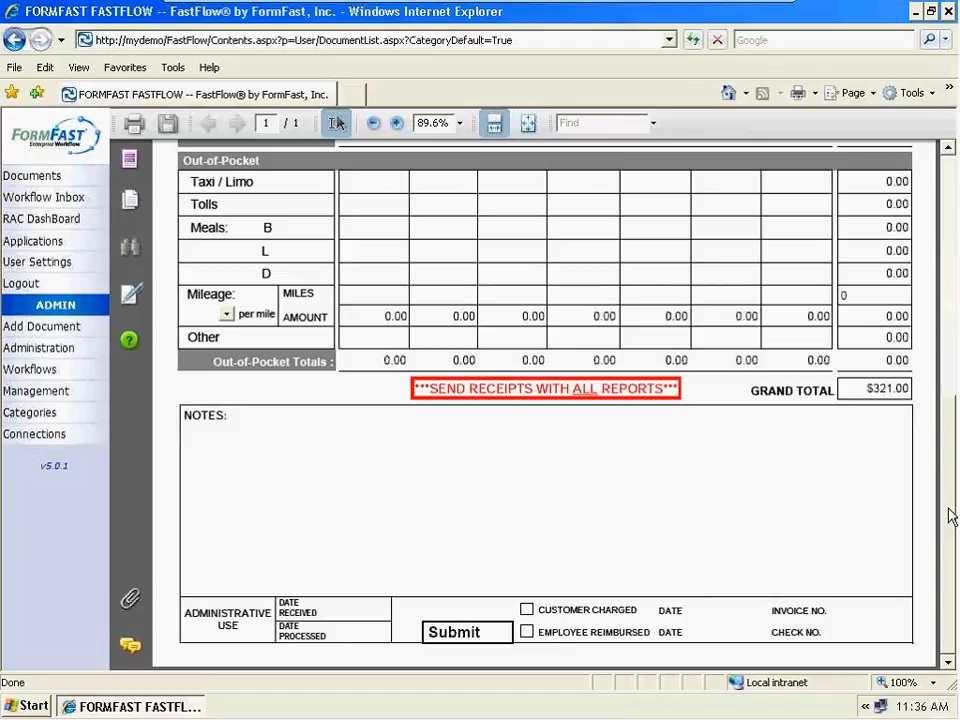 FORMFAST FASTFLOW -- FastFlow® by FormFast, Inc. - Windows Internet Explorer
http://mydemo/FastFlow/Contents.aspx?p=User/DocumentList.aspx?CategoryDefault=True
Google
File Edit View Favorites Tools Help
FORMFAST FASTFLOW -- FastFlow® by FormFast, Inc.
Page Tools »
FORMFAST
Enterprise Workflow
1 / 1 89.6% Find
Documents
Workflow Inbox
RAC DashBoard
Applications
User Settings
Logout
ADMIN
Add Document
Administration
Workflows
Management
Categories
Connections
v5.0.1
Out-of-Pocket
Taxi / Limo 0.00
Tolls 0.00
Meals: B 0.00
L 0.00
D 0.00
Mileage: MILES 0
per mile AMOUNT 0.00 0.00 0.00 0.00 0.00 0.00 0.00 0.00
Other 0.00
Out-of-Pocket Totals : 0.00 0.00 0.00 0.00 0.00 0.00 0.00 0.00
***SEND RECEIPTS WITH ALL REPORTS*** GRAND TOTAL $321.00
NOTES:
ADMINISTRATIVE USE
DATE RECEIVED
DATE PROCESSED
Submit
CUSTOMER CHARGED DATE INVOICE NO.
EMPLOYEE REIMBURSED DATE CHECK NO.
Done Local intranet 100%
Start FORMFAST FASTFL... « 11:36 AM